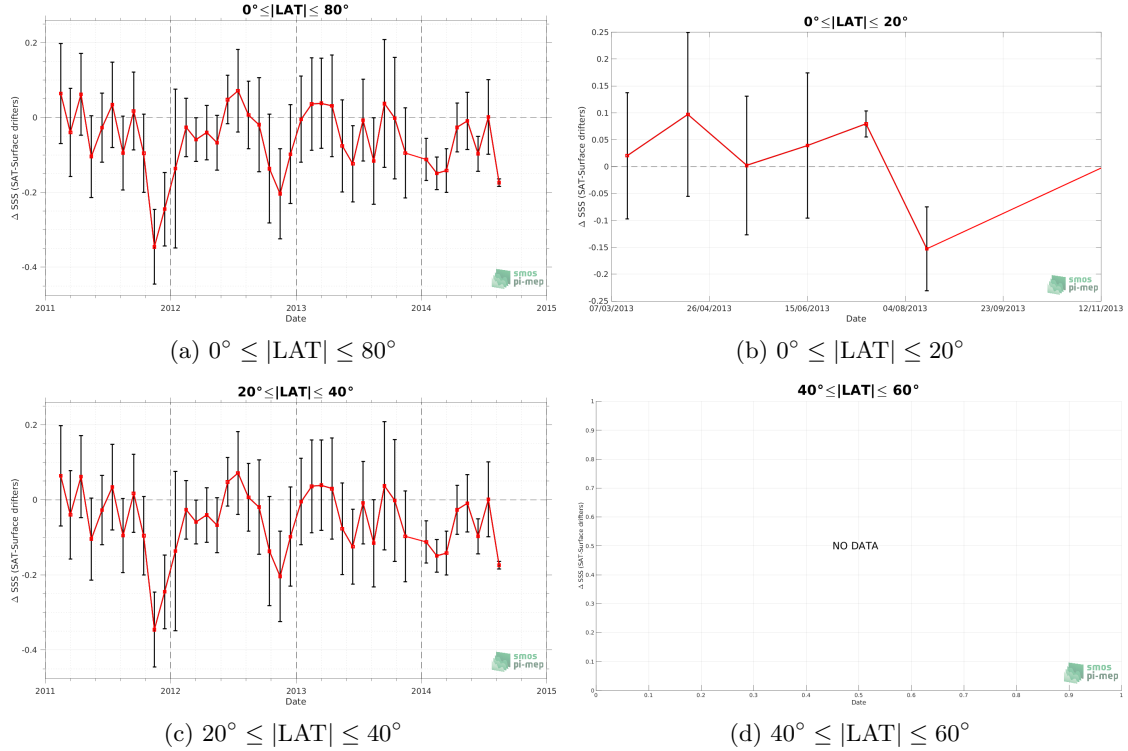 0°≤|LAT|≤ 80°
Δ SSS (SAT-Surface drifters)
0.2
0
-0.2
-0.4
2011
2012
2013
2014
2015
Date
smos
pi-mep
(a) 0° ≤ |LAT| ≤ 80°
0°≤|LAT|≤ 20°
Δ SSS (SAT-Surface drifters)
0.25
0.2
0.15
0.1
0.05
0
-0.05
-0.1
-0.15
-0.2
-0.25
07/03/2013
26/04/2013
15/06/2013
04/08/2013
23/09/2013
12/11/2013
Date
smos
pi-mep
(b) 0° ≤ |LAT| ≤ 20°
20°≤|LAT|≤ 40°
Δ SSS (SAT-Surface drifters)
0.2
0
-0.2
-0.4
2011
2012
2013
2014
2015
Date
smos
pi-mep
(c) 20° ≤ |LAT| ≤ 40°
40°≤|LAT|≤ 60°
Δ SSS (SAT-Surface drifters)
1
0.9
0.8
0.7
0.6
0.5
0.4
0.3
0.2
0.1
0
NO DATA
0
0.1
0.2
0.3
0.4
0.5
0.6
0.7
0.8
0.9
1
Date
smos
pi-mep
(d) 40° ≤ |LAT| ≤ 60°